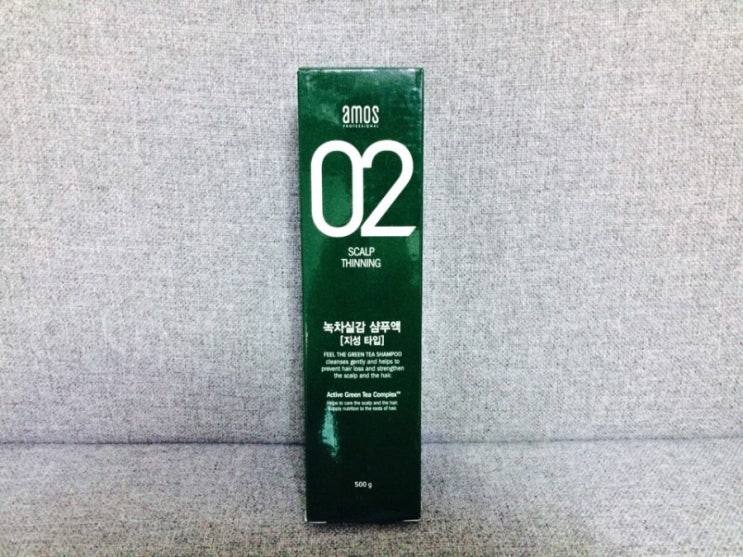 amos
PROFESSIONAL
02
SCALP
THINNING
녹차실감 샴푸액
[지성 타입]
FEEL THE GREEN TEA SHAMPOO
cleanses gently and helps to
prevent hair loss and strengthen
the scalp and the hair.
Active Green Tea Complex™
Helps to care the scalp and the hair.
Supply nutrition to the roots of hair.
500 g